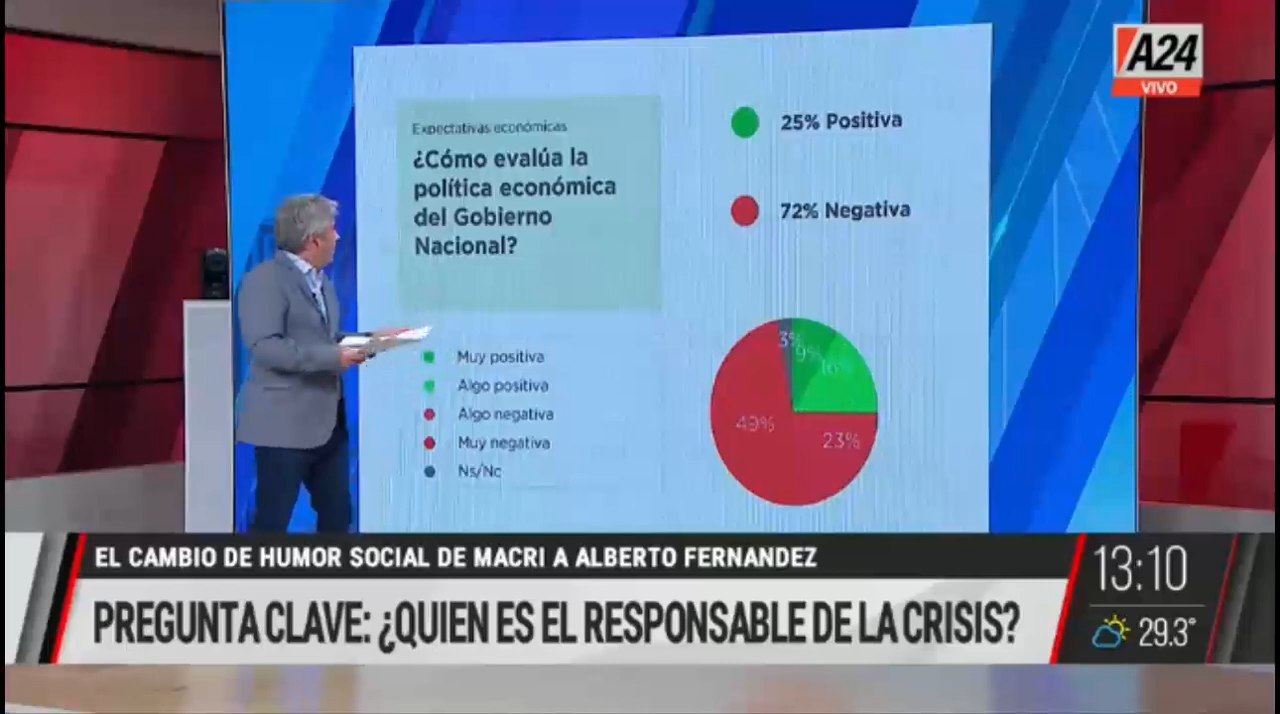 A24
VIVO
Expectativas económicas
¿Cómo evalúa la
política económica
del Gobierno
Nacional?
25% Positiva
72% Negativa
Muy positiva
Algo positiva
Algo negativa
Muy negativa
Ns/Nc
3%
9%
16%
49%
23%
EL CAMBIO DE HUMOR SOCIAL DE MACRI A ALBERTO FERNANDEZ
PREGUNTA CLAVE: ¿QUIEN ES EL RESPONSABLE DE LA CRISIS?
13:10
29.3°